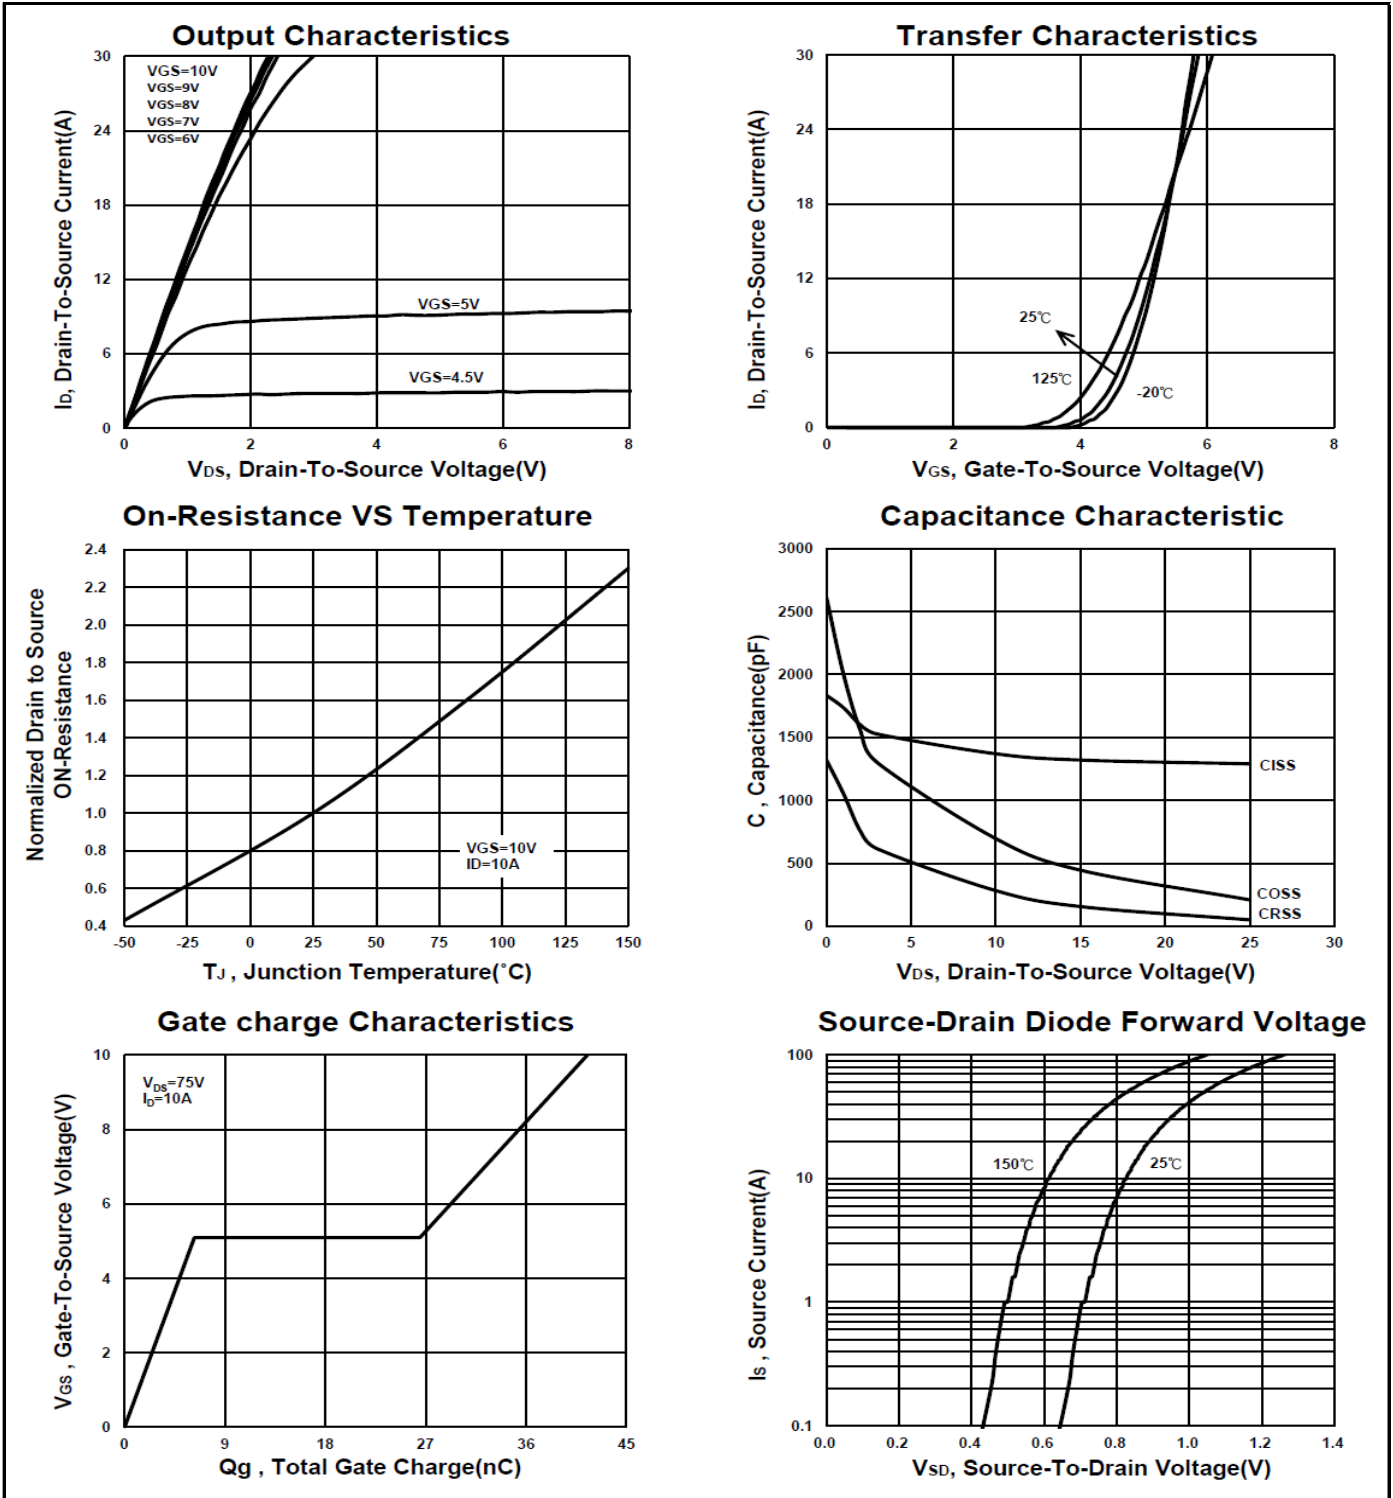 Output Characteristics
ID, Drain-To-Source Current(A)
30
24
18
12
6
0
VGS=10V
VGS=9V
VGS=8V
VGS=7V
VGS=6V
VGS=5V
VGS=4.5V
0 2 4 6 8
VDS, Drain-To-Source Voltage(V)
Transfer Characteristics
ID, Drain-To-Source Current(A)
30
24
18
12
6
0
25℃
125℃
-20℃
0 2 4 6 8
VGS, Gate-To-Source Voltage(V)
On-Resistance VS Temperature
Normalized Drain to Source
ON-Resistance
2.4
2.2
2.0
1.8
1.6
1.4
1.2
1.0
0.8
0.6
0.4
VGS=10V
ID=10A
-50 -25 0 25 50 75 100 125 150
TJ , Junction Temperature(˚C)
Capacitance Characteristic
C , Capacitance(pF)
3000
2500
2000
1500
1000
500
0
CISS
COSS
CRSS
0 5 10 15 20 25 30
VDS, Drain-To-Source Voltage(V)
Gate charge Characteristics
VGS , Gate-To-Source Voltage(V)
10
8
6
4
2
0
VDS=75V
ID=10A
0 9 18 27 36 45
Qg , Total Gate Charge(nC)
Source-Drain Diode Forward Voltage
IS , Source Current(A)
100
10
1
0.1
150℃
25℃
0.0 0.2 0.4 0.6 0.8 1.0 1.2 1.4
VSD, Source-To-Drain Voltage(V)